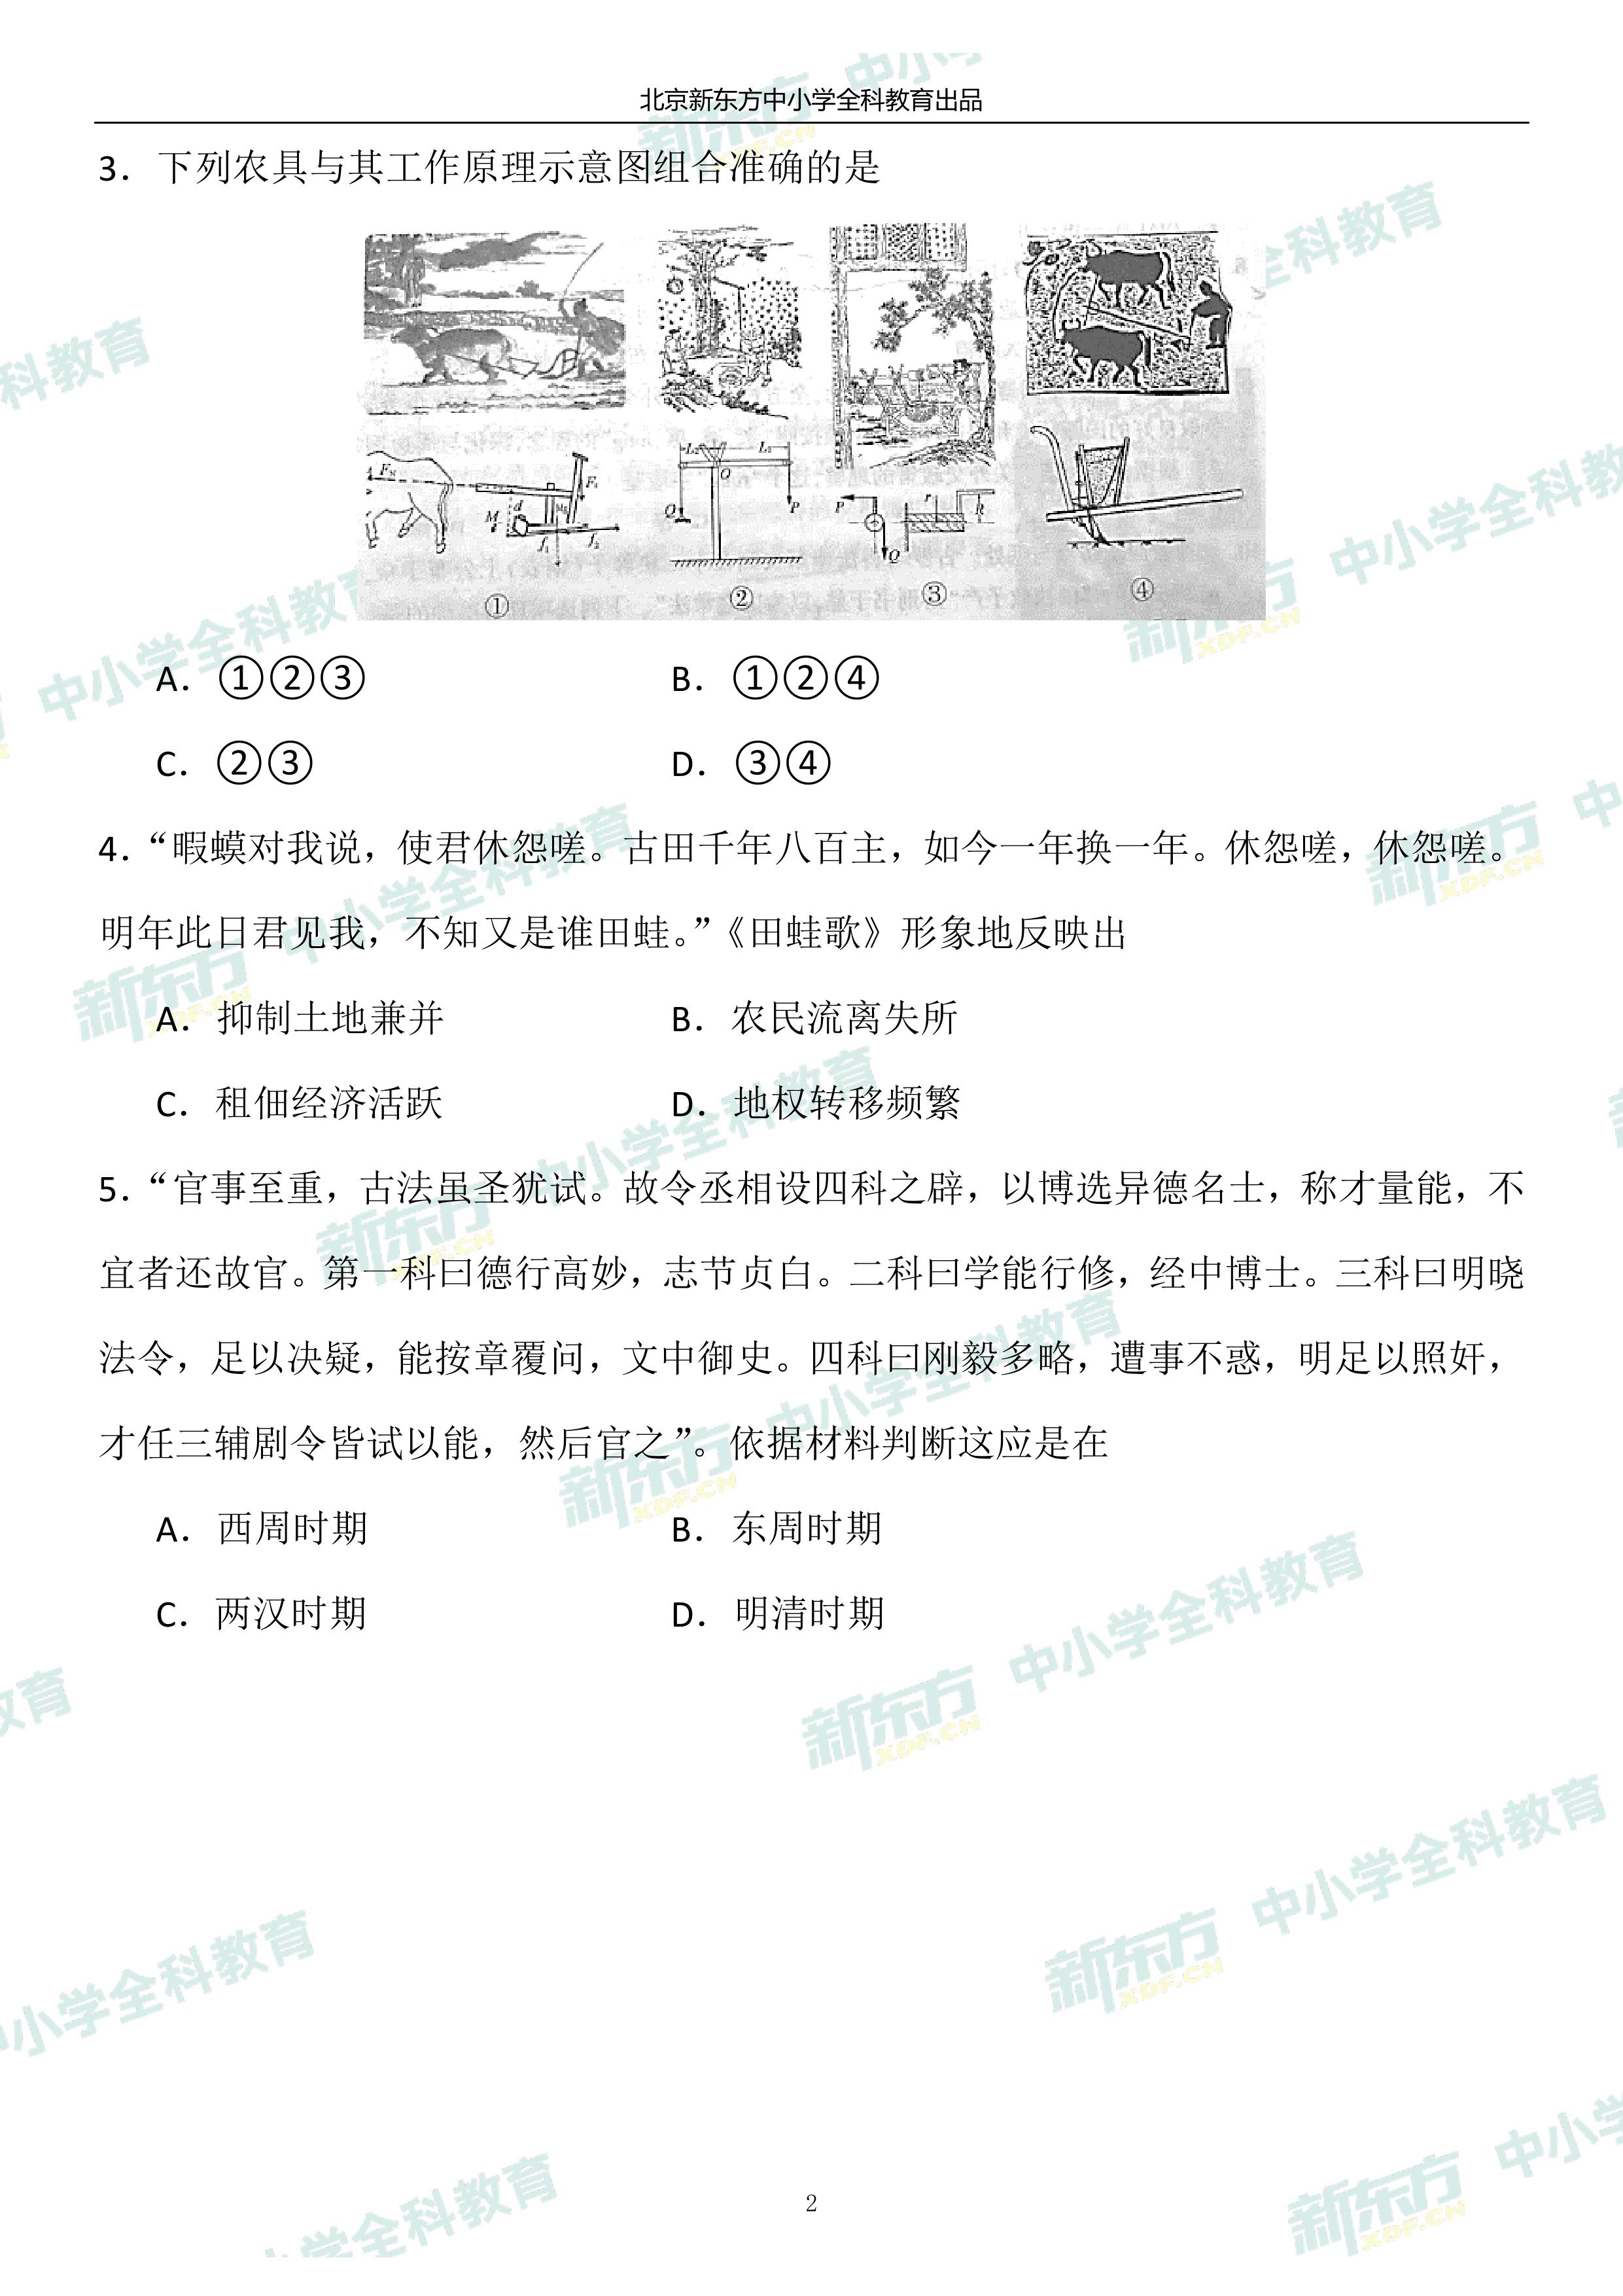 北京新东方中小学全科教育出品
3. 下列农具与其工作原理示意图组合准确的是
① ② ③ ④
A. ①②③ B. ①②④
C. ②③ D. ③④
4.“暇蟆对我说，使君休怨嗟。古田千年八百主，如今一年换一年。休怨嗟，休怨嗟。
明年此日君见我，不知又是谁田蛙。”《田蛙歌》形象地反映出
A. 抑制土地兼并 B. 农民流离失所
C. 租佃经济活跃 D. 地权转移频繁
5.“官事至重，古法虽圣犹试。故令丞相设四科之辟，以博选异德名士，称才量能，不
宜者还故官。第一科曰德行高妙，志节贞白。二科曰学能行修，经中博士。三科曰明晓
法令，足以决疑，能按章覆问，文中御史。四科曰刚毅多略，遭事不惑，明足以照奸，
才任三辅剧令皆试以能，然后官之”。依据材料判断这应是在
A. 西周时期 B. 东周时期
C. 两汉时期 D. 明清时期
2
新东方 XDF.CN 中小学全科教育